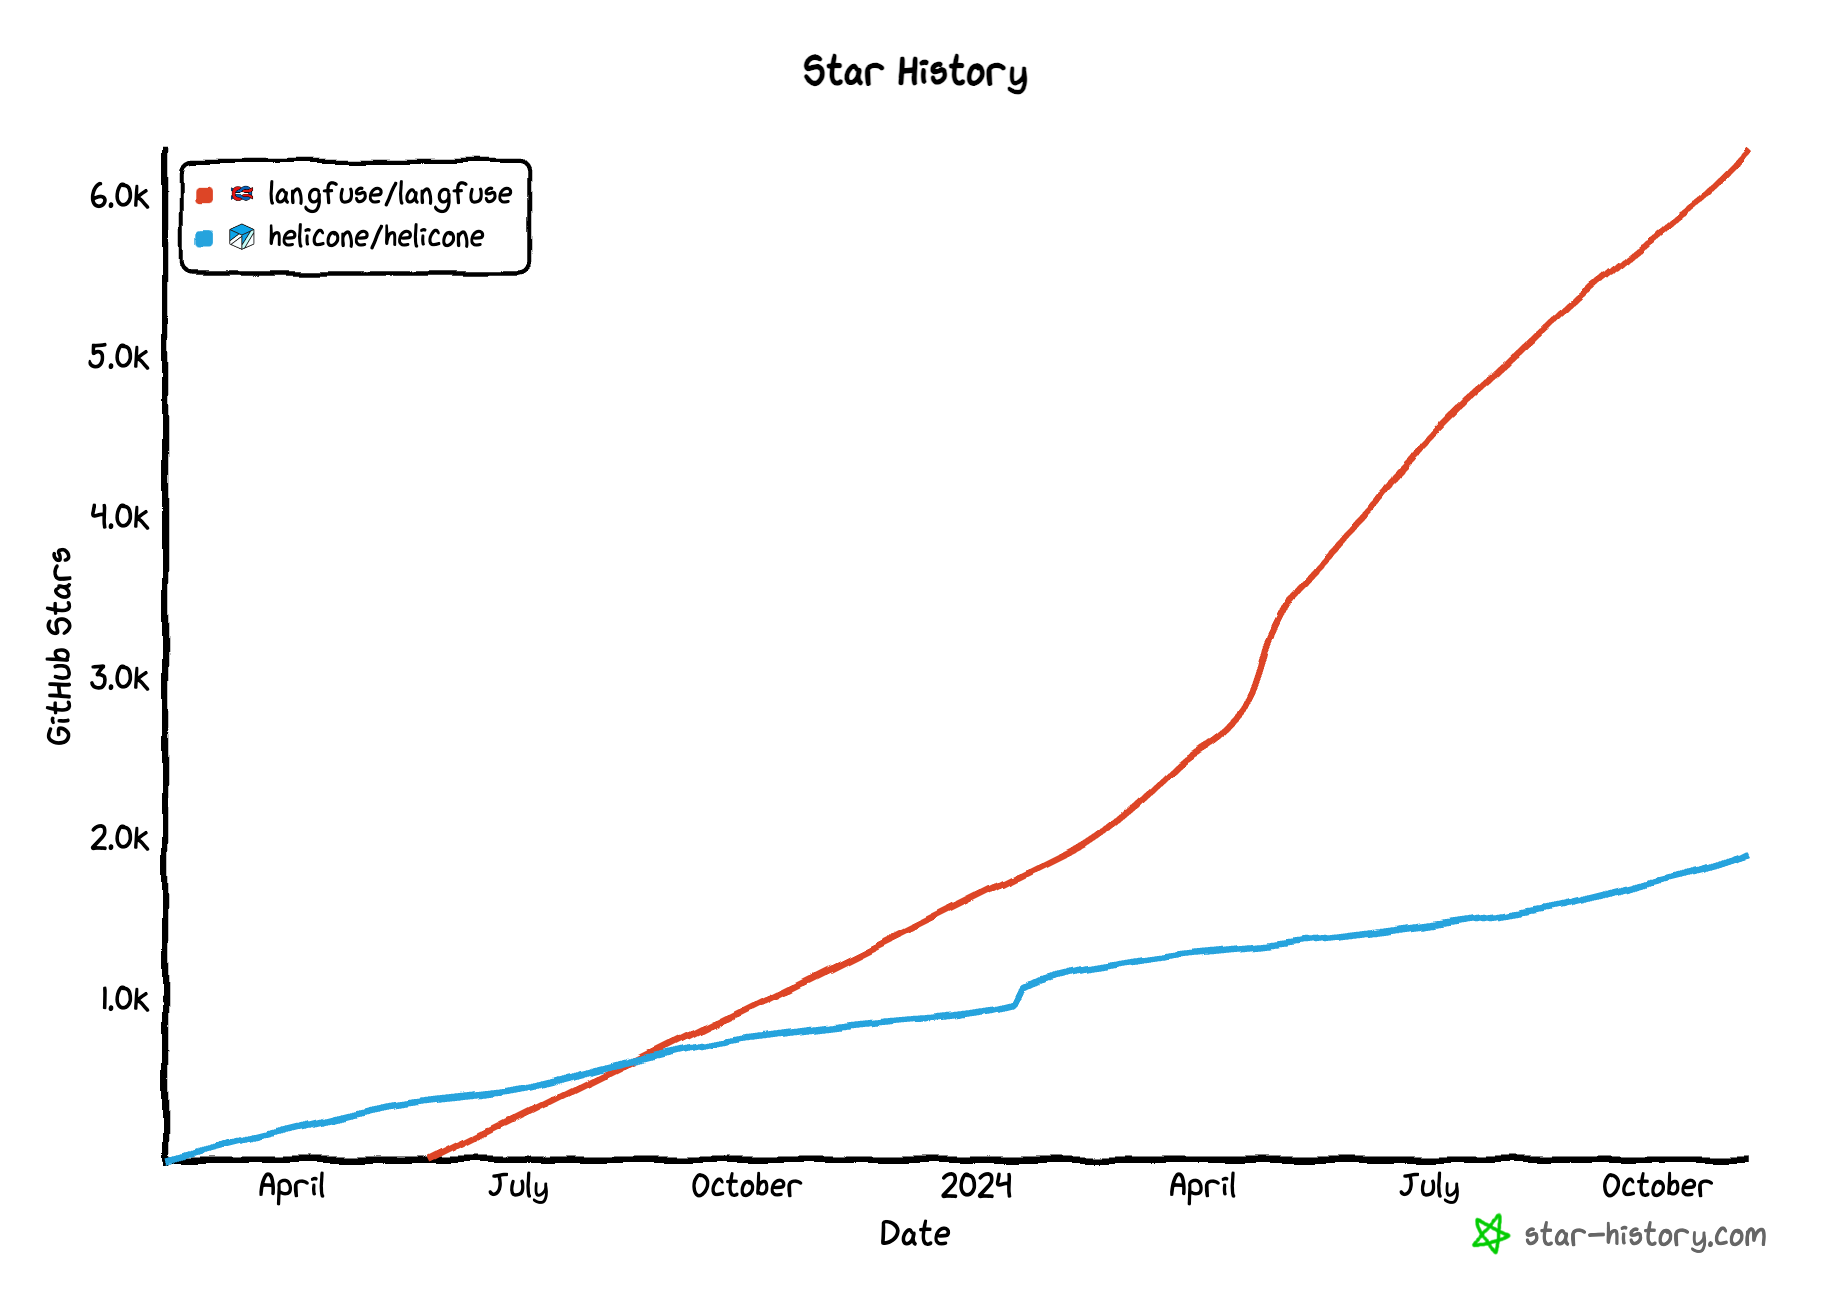 Star History
langfuse/langfuse
helicone/helicone
GitHub Stars
6.0k
5.0k
4.0k
3.0k
2.0k
1.0k
April July October 2024 April July October
Date
star-history.com